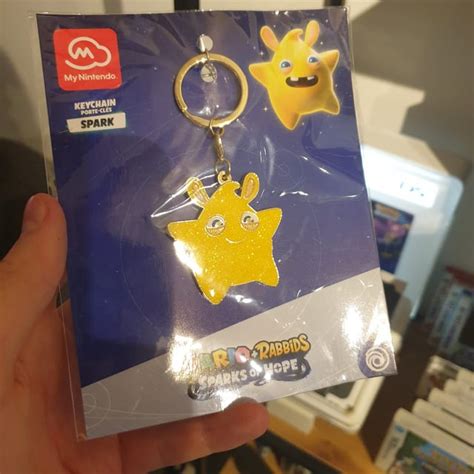 My Nintendo
KEYCHAIN
PORTE-CLÉS
SPARK
MARIO+RABBIDS
SPARKS OF HOPE